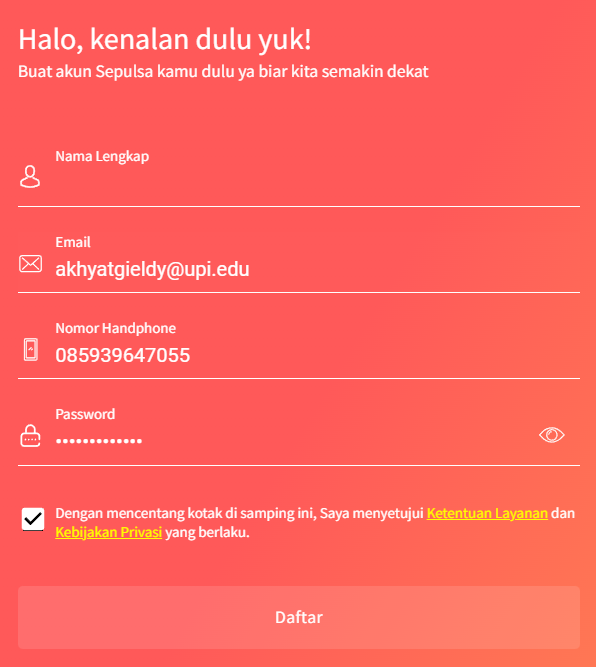 Halo, kenalan dulu yuk!
Buat akun Sepulsa kamu dulu ya biar kita semakin dekat
Nama Lengkap
Email
akhyatgieldy@upi.edu
Nomor Handphone
085939647055
Password
•••••••••••••
Dengan mencentang kotak di samping ini, Saya menyetujui Ketentuan Layanan dan
Kebijakan Privasi yang berlaku.
Daftar